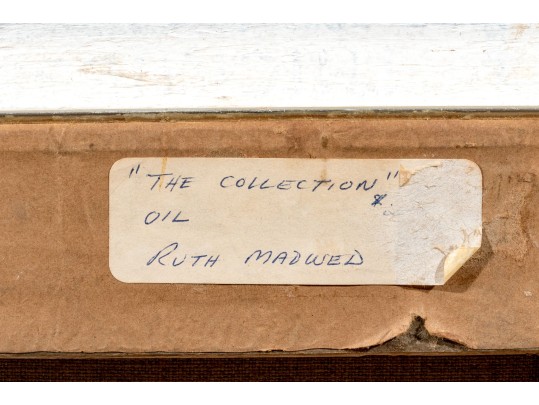 "THE COLLECTION"
OIL $
RUTH MADWED